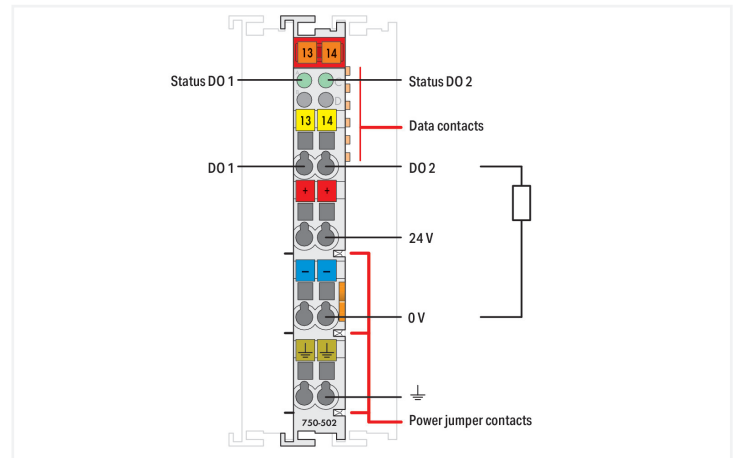 13 14
Status DO 1
Status DO 2
C
D
13 14
Data contacts
DO 1
DO 2
+ +
24 V
– –
0 V
Power jumper contacts
750-502